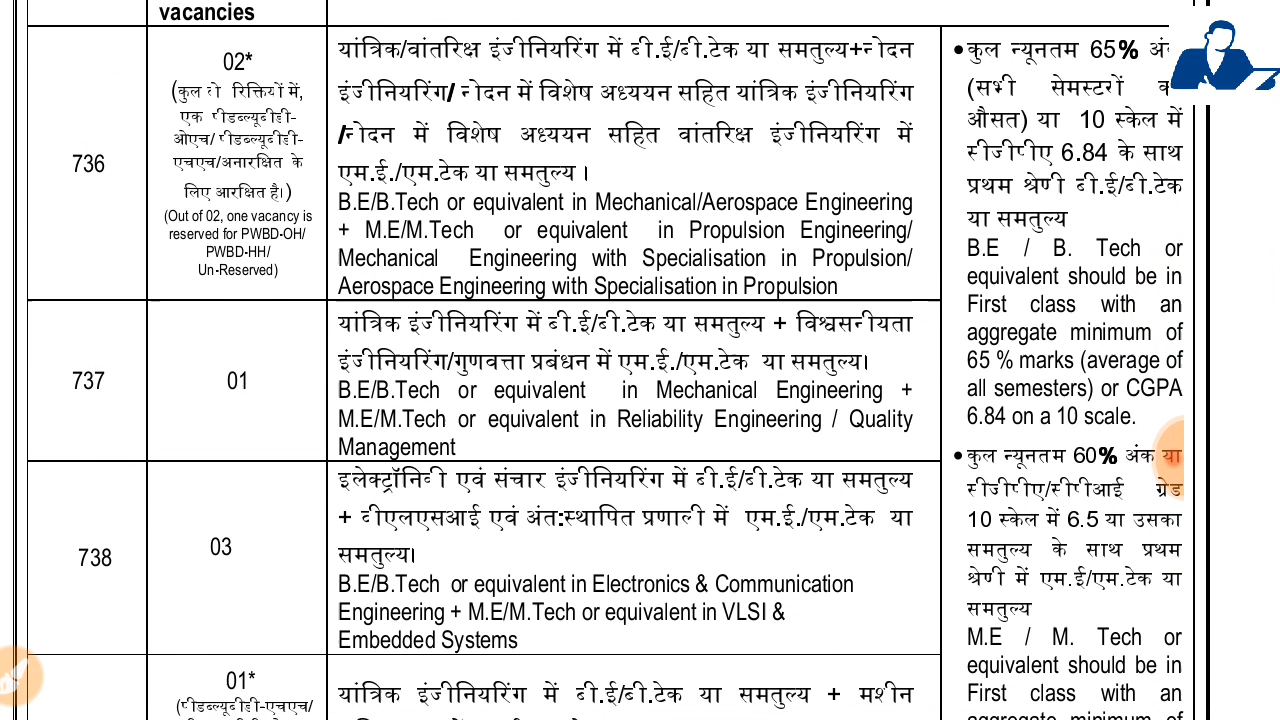 vacancies
736
02*
(कुल दो रिक्तियों में,
एक पीडब्ल्यूबीडी-
ओएच/ पीडब्ल्यूबीडी-
एचएच/अनारक्षित के
लिए आरक्षित है।)
(Out of 02, one vacancy is
reserved for PWBD-OH/
PWBD-HH/
Un-Reserved)
यांत्रिक/वांतरिक्ष इंजीनियरिंग में बी.ई/बी.टेक या समतुल्य+नोदन
इंजीनियरिंग/ नोदन में विशेष अध्ययन सहित यांत्रिक इंजीनियरिंग
/नोदन में विशेष अध्ययन सहित वांतरिक्ष इंजीनियरिंग में
एम.ई./एम.टेक या समतुल्य ।
B.E/B.Tech or equivalent in Mechanical/Aerospace Engineering
+ M.E/M.Tech or equivalent in Propulsion Engineering/
Mechanical Engineering with Specialisation in Propulsion/
Aerospace Engineering with Specialisation in Propulsion
737
01
यांत्रिक इंजीनियरिंग में बी.ई/बी.टेक या समतुल्य + विश्वसनीयता
इंजीनियरिंग/गुणवत्ता प्रबंधन में एम.ई./एम.टेक या समतुल्य।
B.E/B.Tech or equivalent in Mechanical Engineering +
M.E/M.Tech or equivalent in Reliability Engineering / Quality
Management
738
03
इलेक्ट्रॉनिकी एवं संचार इंजीनियरिंग में बी.ई/बी.टेक या समतुल्य
+ वीएलएसआई एवं अंत:स्थापित प्रणाली में एम.ई./एम.टेक या
समतुल्य।
B.E/B.Tech or equivalent in Electronics & Communication
Engineering + M.E/M.Tech or equivalent in VLSI &
Embedded Systems
01*
(पीडब्ल्यूबीडी-एचएच/
यांत्रिक इंजीनियरिंग में बी.ई/बी.टेक या समतुल्य + मशीन
•कुल न्यूनतम 65% अंक
(सभी सेमस्टरों
औसत) या 10 स्केल में
सीजीपीए 6.84 के साथ
प्रथम श्रेणी बी.ई/बी.टेक
या समतुल्य
B.E / B. Tech or
equivalent should be in
First class with an
aggregate minimum of
65 % marks (average of
all semesters) or CGPA
6.84 on a 10 scale.
•कुल न्यूनतम 60% अंक या
सीजीपीए/सीपीआई ग्रेड
10 स्केल में 6.5 या उसका
समतुल्य के साथ प्रथम
श्रेणी में एम.ई/एम.टेक या
समतुल्य
M.E / M. Tech or
equivalent should be in
First class with an
aggregate minimum of